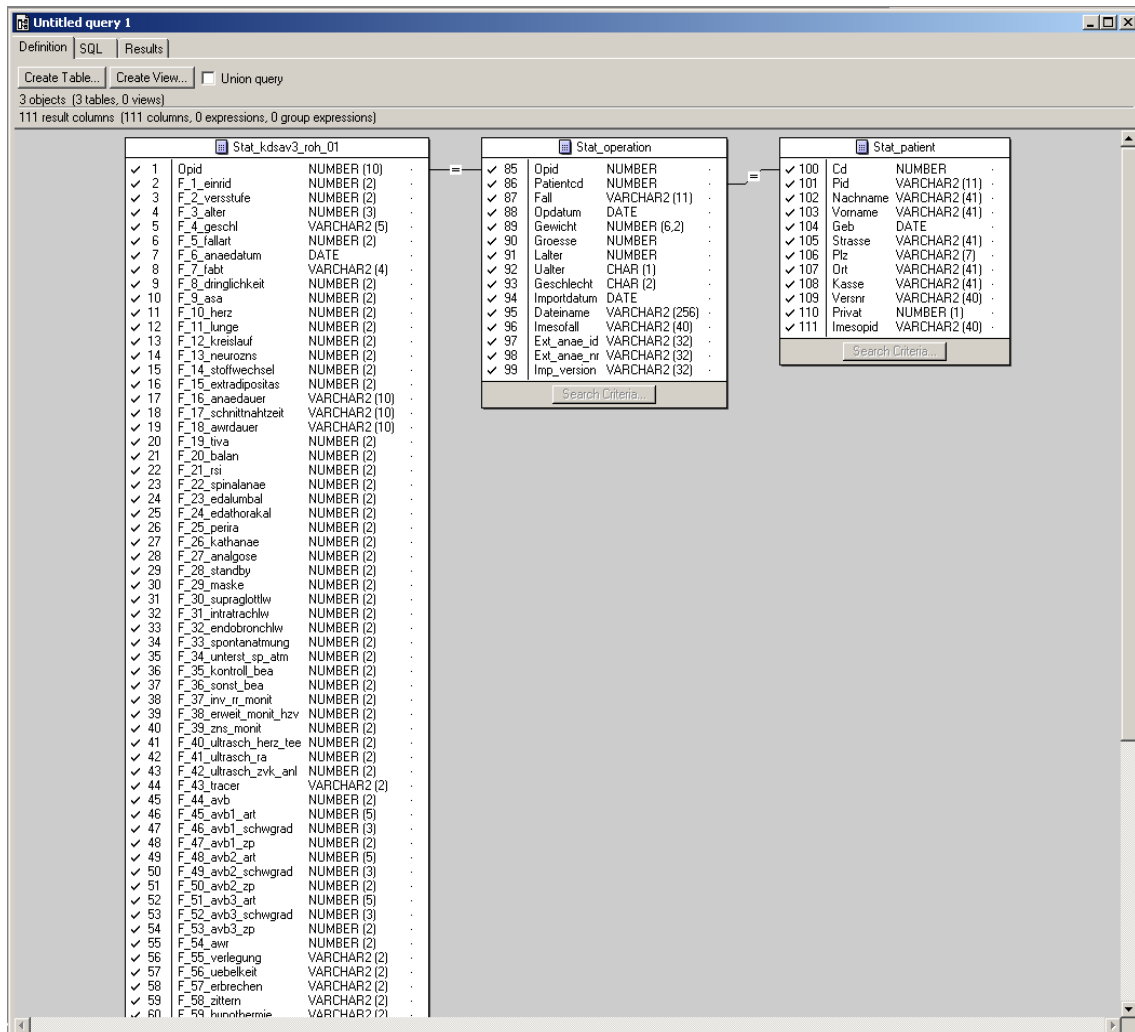 Untitled query 1
Definition SQL Results
Create Table... Create View... Union query
3 objects (3 tables, 0 views)
111 result columns (111 columns, 0 expressions, 0 group expressions)
Stat_kdsav3_roh_01
1 Opid NUMBER (10)
2 F_1_einrid NUMBER (2)
3 F_2_versstufe NUMBER (2)
4 F_3_alter NUMBER (3)
5 F_4_geschl VARCHAR2 (5)
6 F_5_fallart NUMBER (2)
7 F_6_anaedatum DATE
8 F_7_fabt VARCHAR2 (4)
9 F_8_dringlichkeit NUMBER (2)
10 F_9_asa NUMBER (2)
11 F_10_herz NUMBER (2)
12 F_11_lunge NUMBER (2)
13 F_12_kreislauf NUMBER (2)
14 F_13_neurozns NUMBER (2)
15 F_14_stoffwechsel NUMBER (2)
16 F_15_extradipositas NUMBER (2)
17 F_16_anaedauer VARCHAR2 (10)
18 F_17_schnittnahtzeit VARCHAR2 (10)
19 F_18_awrdauer VARCHAR2 (10)
20 F_19_tiva NUMBER (2)
21 F_20_balan NUMBER (2)
22 F_21_rsi NUMBER (2)
23 F_22_spinalanae NUMBER (2)
24 F_23_edalumbal NUMBER (2)
25 F_24_edathorakal NUMBER (2)
26 F_25_perira NUMBER (2)
27 F_26_kathanae NUMBER (2)
28 F_27_analgose NUMBER (2)
29 F_28_standby NUMBER (2)
30 F_29_maske NUMBER (2)
31 F_30_supraglottlw NUMBER (2)
32 F_31_intratrachlw NUMBER (2)
33 F_32_endobronchlw NUMBER (2)
34 F_33_spontanatmung NUMBER (2)
35 F_34_unterst_sp_atm NUMBER (2)
36 F_35_kontroll_bea NUMBER (2)
37 F_36_sonst_bea NUMBER (2)
38 F_37_inv_rr_monit NUMBER (2)
39 F_38_erweit_monit_hzv NUMBER (2)
40 F_39_zns_monit NUMBER (2)
41 F_40_ultrasch_herz_tee NUMBER (2)
42 F_41_ultrasch_ra NUMBER (2)
43 F_42_ultrasch_zvk_anl NUMBER (2)
44 F_43_tracer VARCHAR2 (2)
45 F_44_avb NUMBER (2)
46 F_45_avb1_art NUMBER (5)
47 F_46_avb1_schwgrad NUMBER (3)
48 F_47_avb1_zp NUMBER (2)
49 F_48_avb2_art NUMBER (5)
50 F_49_avb2_schwgrad NUMBER (3)
51 F_50_avb2_zp NUMBER (2)
52 F_51_avb3_art NUMBER (5)
53 F_52_avb3_schwgrad NUMBER (3)
54 F_53_avb3_zp NUMBER (2)
55 F_54_awr NUMBER (2)
56 F_55_verlegung VARCHAR2 (2)
57 F_56_uebelkeit VARCHAR2 (2)
58 F_57_erbrechen VARCHAR2 (2)
59 F_58_zittern VARCHAR2 (2)
60 F_59_hypothermie VARCHAR2 (2)
=
Stat_operation
85 Opid NUMBER
86 Patientcd NUMBER
87 Fall VARCHAR2 (11)
88 Opdatum DATE
89 Gewicht NUMBER (6,2)
90 Groesse NUMBER
91 Lalter NUMBER
92 Ualter CHAR (1)
93 Geschlecht CHAR (2)
94 Importdatum DATE
95 Dateiname VARCHAR2 (256)
96 Imesofall VARCHAR2 (40)
97 Ext_anae_id VARCHAR2 (32)
98 Ext_anae_nr VARCHAR2 (32)
99 Imp_version VARCHAR2 (32)
Search Criteria...
=
Stat_patient
100 Cd NUMBER
101 Pid VARCHAR2 (11)
102 Nachname VARCHAR2 (41)
103 Vorname VARCHAR2 (41)
104 Geb DATE
105 Strasse VARCHAR2 (41)
106 Plz VARCHAR2 (7)
107 Ort VARCHAR2 (41)
108 Kasse VARCHAR2 (41)
109 Versnr VARCHAR2 (40)
110 Privat NUMBER (1)
111 Imesopid VARCHAR2 (40)
Search Criteria...